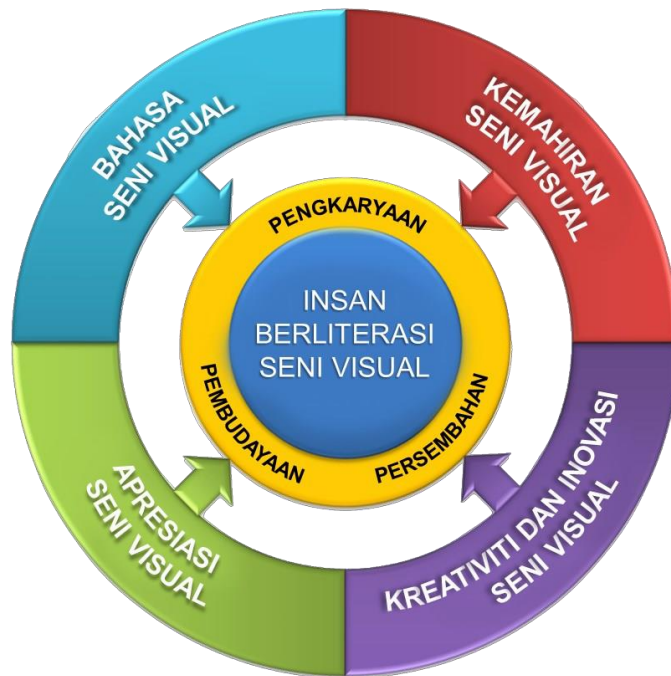 BAHASA
SENI VISUAL
KEMAHIRAN
SENI VISUAL
PENGKARYAAN
INSAN
BERLITERASI
SENI VISUAL
PEMBUDAYAAN
PERSEMBAHAN
APRESIASI
SENI VISUAL
KREATIVITI DAN INOVASI
SENI VISUAL